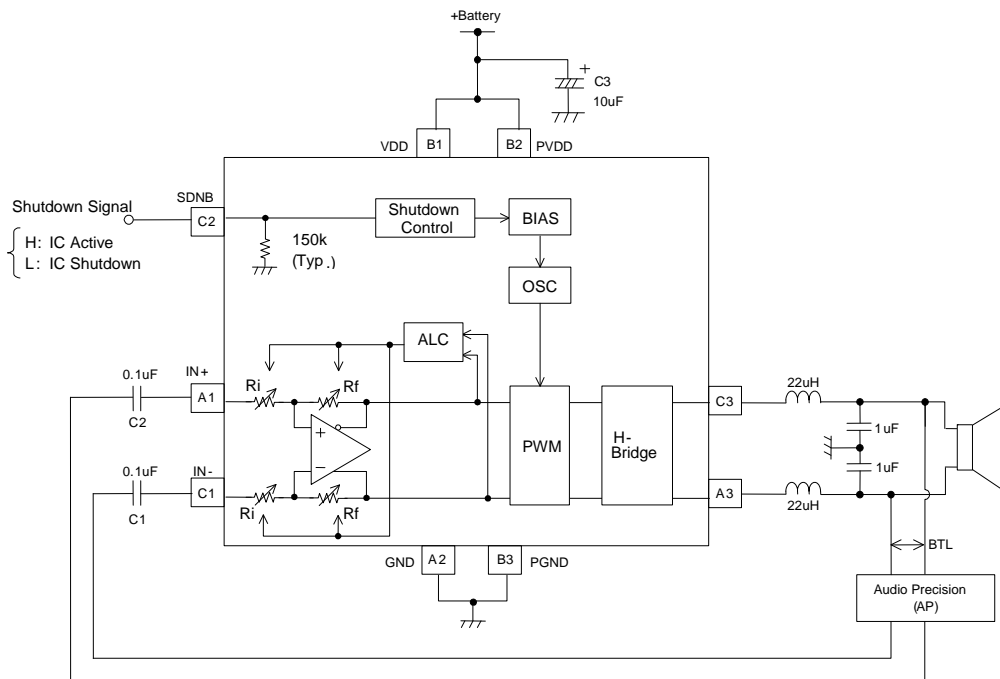 +Battery
+
C3
10uF
VDD
B1
B2
PVDD
SDNB
Shutdown Signal
C2
H: IC Active
L: IC Shutdown
150k
(Typ.)
Shutdown
Control
BIAS
OSC
ALC
0.1uF
IN+
A1
C2
Ri
Rf
+
−
PWM
H-
Bridge
C3
22uH
1uF
1uF
0.1uF
IN-
C1
C1
Ri
Rf
A3
22uH
GND
A2
B3
PGND
BTL
Audio Precision
(AP)